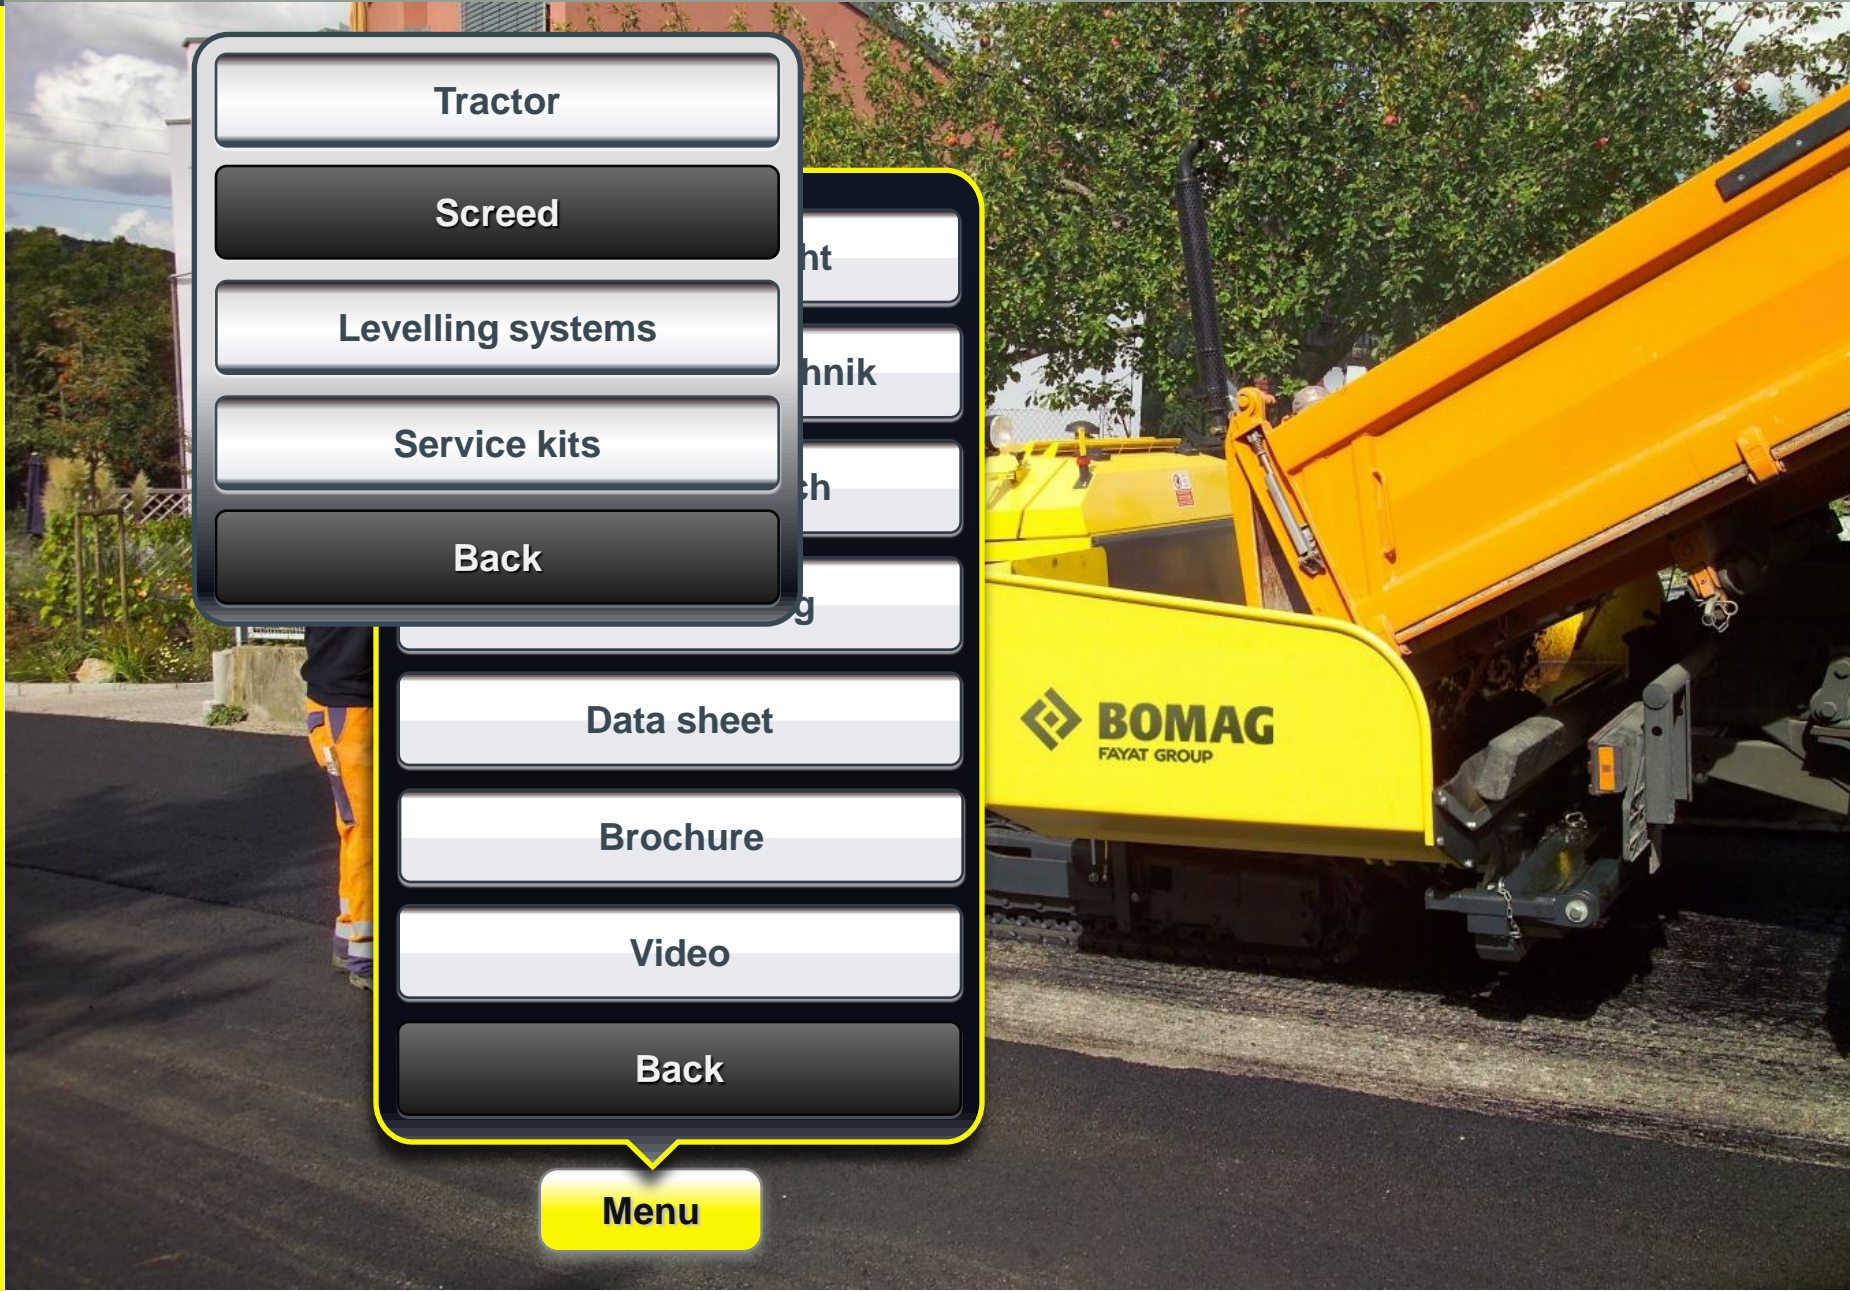 Tractor
Screed
Levelling systems
Service kits
Back
Data sheet
Brochure
Video
Back
Menu
BOMAG
FAYAT GROUP